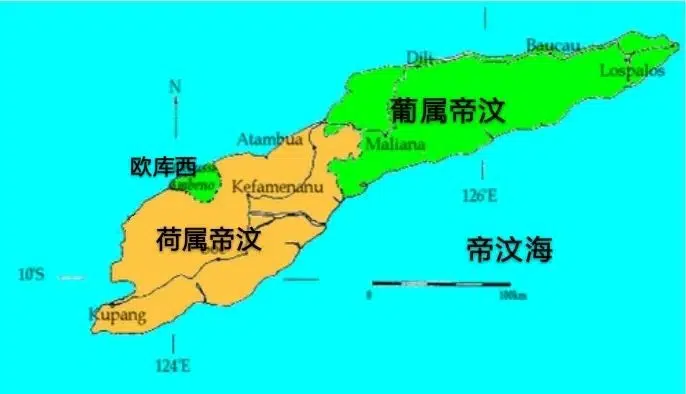 Dili
Baucau
Lospalos
葡属帝汶
N
Atambua
Maliana
欧库西
Kefamenanu
126°E
荷属帝汶
帝汶海
10°S
0
100km
Kupang
124°E